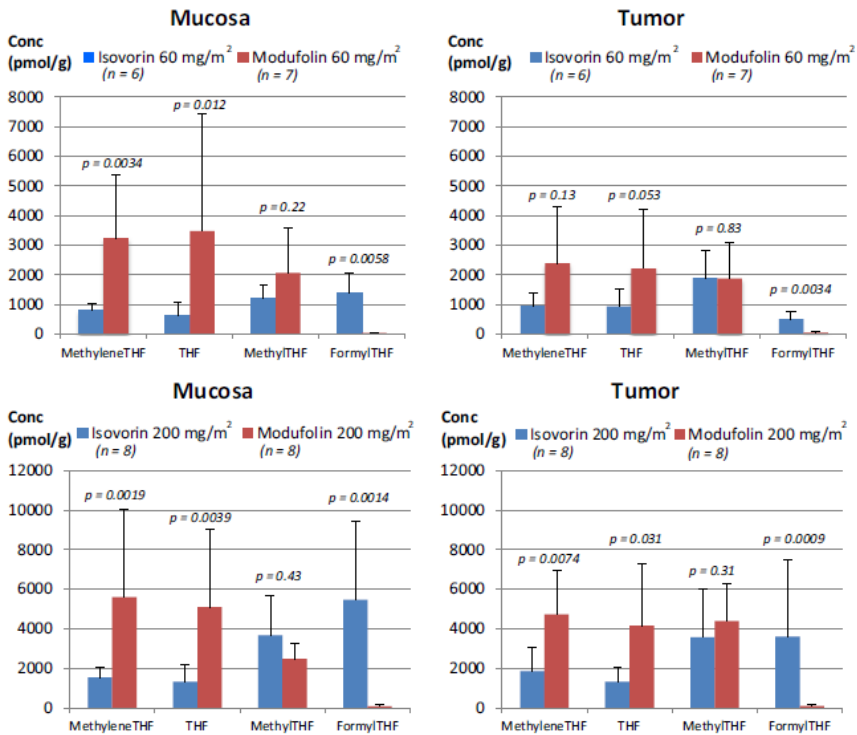 Mucosa
Conc
(pmol/g)
Isovorin 60 mg/m²
(n = 6)
Modufolin 60 mg/m²
(n = 7)
8000
7000
6000
5000
4000
3000
2000
1000
0
p = 0.0034
p = 0.012
p = 0.22
p = 0.0058
MethyleneTHF THF MethylTHF FormylTHF
Tumor
Conc
(pmol/g)
Isovorin 60 mg/m²
(n = 6)
Modufolin 60 mg/m²
(n = 7)
8000
7000
6000
5000
4000
3000
2000
1000
0
p = 0.13
p = 0.053
p = 0.83
p = 0.0034
MethyleneTHF THF MethylTHF FormylTHF
Mucosa
Conc
(pmol/g)
Isovorin 200 mg/m²
(n = 8)
Modufolin 200 mg/m²
(n = 8)
12000
10000
8000
6000
4000
2000
0
p = 0.0019
p = 0.0039
p = 0.43
p = 0.0014
MethyleneTHF THF MethylTHF FormylTHF
Tumor
Conc
(pmol/g)
Isovorin 200 mg/m²
(n = 8)
Modufolin 200 mg/m²
(n = 8)
12000
10000
8000
6000
4000
2000
0
p = 0.0074
p = 0.031
p = 0.31
p = 0.0009
MethyleneTHF THF MethylTHF FormylTHF